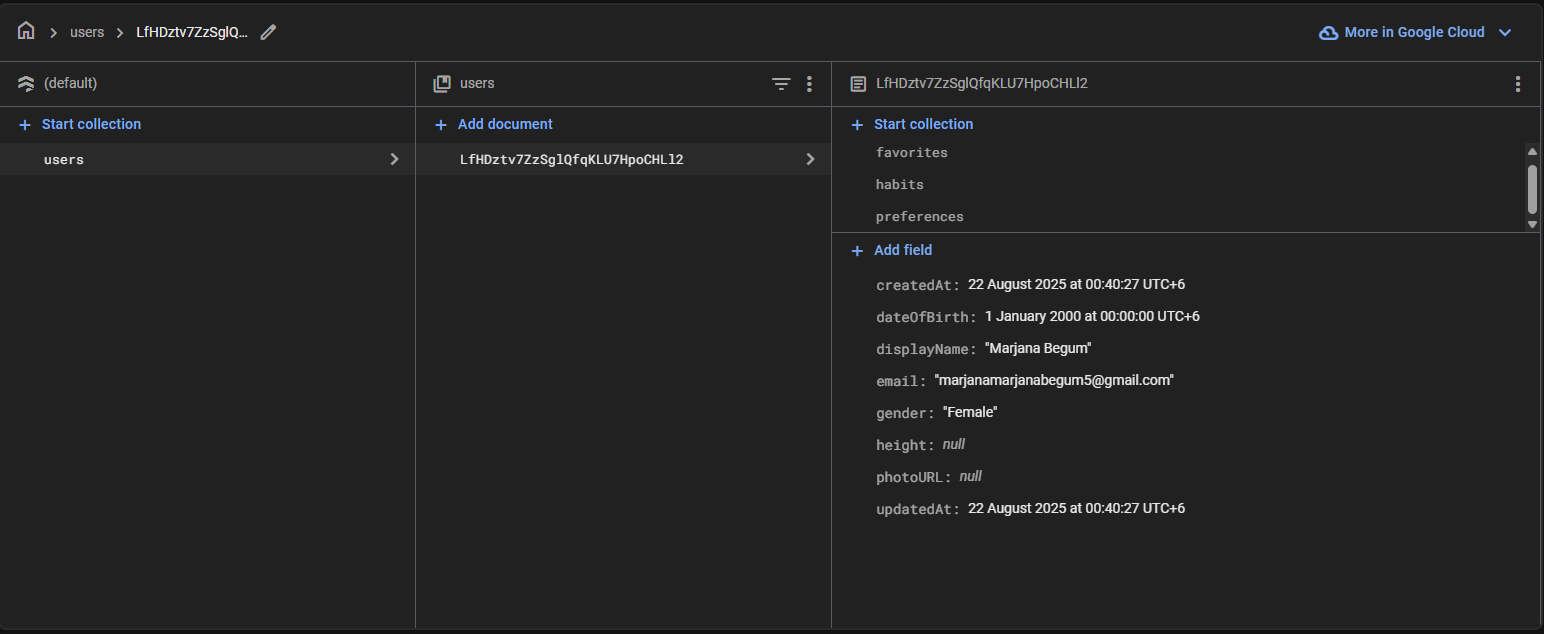 users
LfHDztv7ZzSglQ...
More in Google Cloud
(default)
users
LfHDztv7ZzSglQfqKLU7HpoCHLl2
Start collection
users
Add document
LfHDztv7ZzSglQfqKLU7HpoCHLl2
Start collection
favorites
habits
preferences
Add field
createdAt: 22 August 2025 at 00:40:27 UTC+6
dateOfBirth: 1 January 2000 at 00:00:00 UTC+6
displayName: "Marjana Begum"
email: "marjanamarjanabegum5@gmail.com"
gender: "Female"
height: null
photoURL: null
updatedAt: 22 August 2025 at 00:40:27 UTC+6